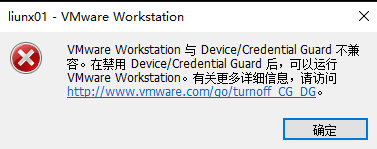 liunx01 - VMware Workstation
VMware Workstation 与 Device/Credential Guard 不兼
容。在禁用 Device/Credential Guard 后，可以运行
VMware Workstation。有关更多详细信息，请访问
http://www.vmware.com/go/turnoff_CG_DG。
确定